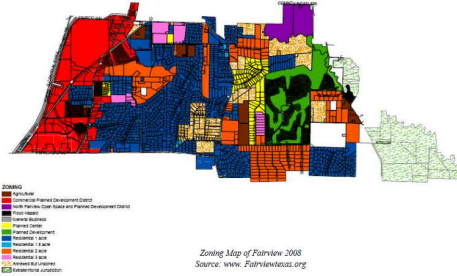 ZONING
Agricultural
Commercial Planned Development District
North Fairview Open Space and Planned Development District
Flood Hazard
General Business
Planned Center
Planned Development
Residential 1 acre
Residential 1.5 acre
Residential 2 acre
Residential 3 acre
Annexed But Unzoned
Extraterritorial Jurisdiction
Zoning Map of Fairview 2008
Source: www. Fairviewtexas.org